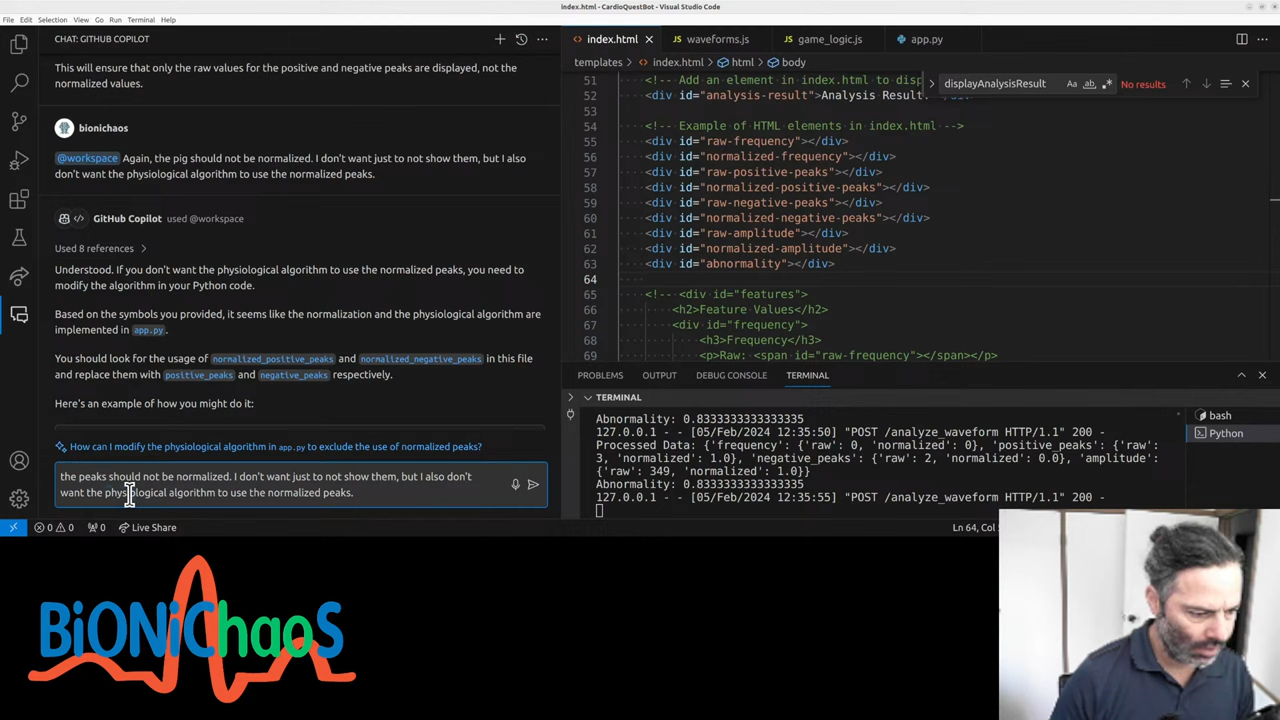 index.html - CardioQuestBot - Visual Studio Code
File Edit Selection View Go Run Terminal Help
CHAT: GITHUB COPILOT
This will ensure that only the raw values for the positive and negative peaks are displayed, not the
normalized values.
bionichaos
@workspace Again, the pig should not be normalized. I don't want just to not show them, but I also
don't want the physiological algorithm to use the normalized peaks.
GitHub Copilot used @workspace
Used 8 references
Understood. If you don't want the physiological algorithm to use the normalized peaks, you need to
modify the algorithm in your Python code.
Based on the symbols you provided, it seems like the normalization and the physiological algorithm are
implemented in app.py.
You should look for the usage of normalized_positive_peaks and normalized_negative_peaks in this file
and replace them with positive_peaks and negative_peaks respectively.
Here's an example of how you might do it:
How can I modify the physiological algorithm in app.py to exclude the use of normalized peaks?
the peaks should not be normalized. I don't want just to not show them, but I also don't
want the physiological algorithm to use the normalized peaks.
index.html
waveforms.js
game_logic.js
app.py
templates > index.html > html > body
displayAnalysisResult
Aa ab .*
No results
51 <!-- Add an element in index.html to disp
52 <div id="analysis-result">Analysis Result:
53
54 <!-- Example of HTML elements in index.html -->
55 <div id="raw-frequency"></div>
56 <div id="normalized-frequency"></div>
57 <div id="raw-positive-peaks"></div>
58 <div id="normalized-positive-peaks"></div>
59 <div id="raw-negative-peaks"></div>
60 <div id="normalized-negative-peaks"></div>
61 <div id="raw-amplitude"></div>
62 <div id="normalized-amplitude"></div>
63 <div id="abnormality"></div>
64
65 <!-- <div id="features">
66 <h2>Feature Values</h2>
67 <div id="frequency">
68 <h3>Frequency</h3>
69 <p>Raw: <span id="raw-frequency"></span></p>
PROBLEMS OUTPUT DEBUG CONSOLE TERMINAL
TERMINAL
Abnormality: 0.8333333333333335
127.0.0.1 - - [05/Feb/2024 12:35:50] "POST /analyze_waveform HTTP/1.1" 200 -
Processed Data: {'frequency': {'raw': 0, 'normalized': 0}, 'positive_peaks': {'raw':
3, 'normalized': 1.0}, 'negative_peaks': {'raw': 2, 'normalized': 0.0}, 'amplitude':
{'raw': 349, 'normalized': 1.0}}
Abnormality: 0.8333333333333335
127.0.0.1 - - [05/Feb/2024 12:35:55] "POST /analyze_waveform HTTP/1.1" 200 -
bash
Python
0 0 0 Live Share
Ln 64, Col
BiONiChaoS